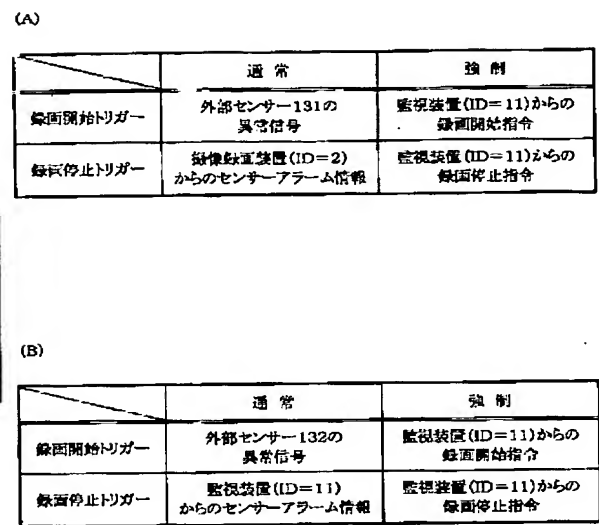 (A)
通常
強制
録画開始トリガー
外部センサー131の
異常信号
監視装置(ID=11)からの
録画開始指令
録画停止トリガー
撮像録画装置(ID=2)
からのセンサーアラーム情報
監視装置(ID=11)からの
録画停止指令
(B)
通常
強制
録画開始トリガー
外部センサー132の
異常信号
監視装置(ID=11)からの
録画開始指令
録画停止トリガー
監視装置(ID=11)
からのセンサーアラーム情報
監視装置(ID=11)からの
録画停止指令